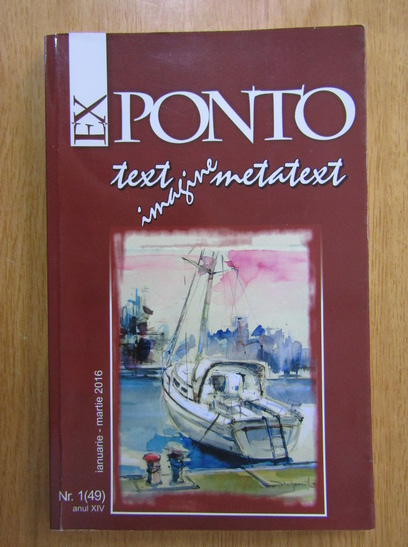 EX PONTO
text imagine metatext
ianuarie - martie 2016
Nr. 1(49)
anul XIV